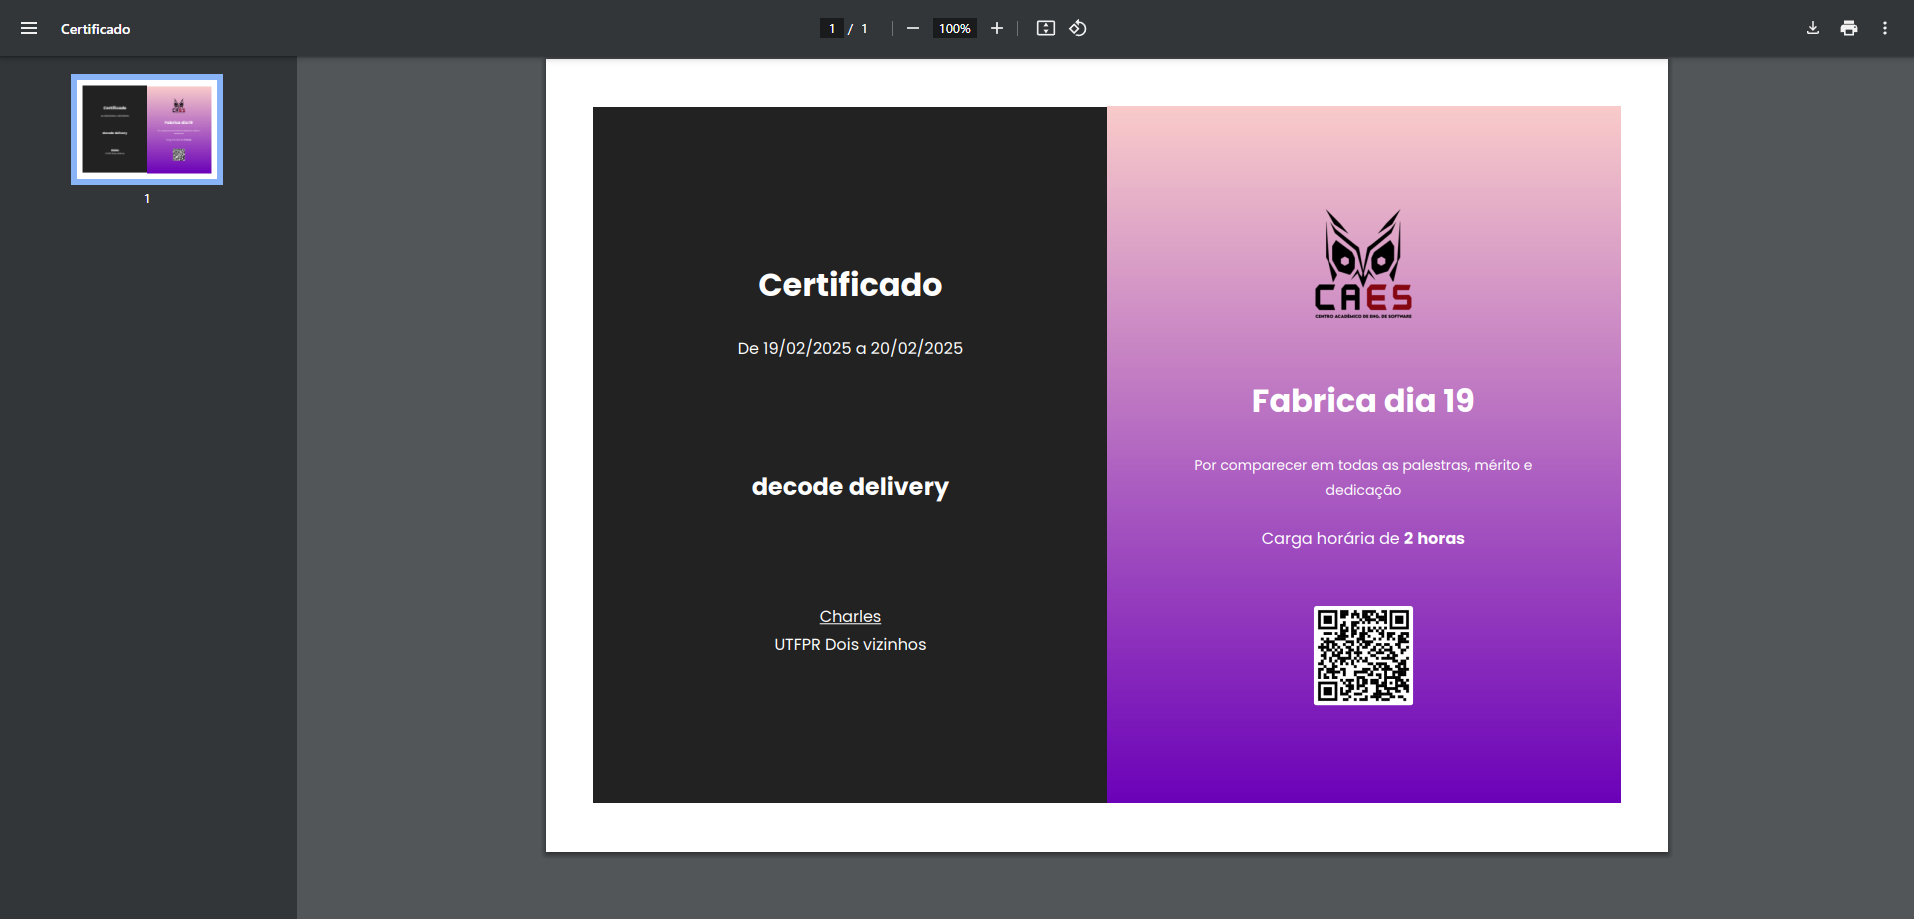 Certificado
1 / 1
100%
1
Certificado
De 19/02/2025 a 20/02/2025
decode delivery
Charles
UTFPR Dois vizinhos
CAES
CENTRO ACADÊMICO DE ENG. DE SOFTWARE
Fabrica dia 19
Por comparecer em todas as palestras, mérito e
dedicação
Carga horária de 2 horas